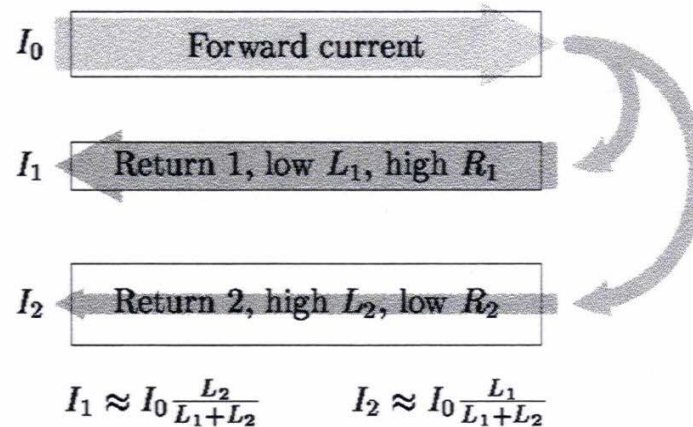 I₀ Forward current
I₁ Return 1, low L₁, high R₁
I₂ Return 2, high L₂, low R₂
I₁ ≈ I₀ L₂/(L₁+L₂) I₂ ≈ I₀ L₁/(L₁+L₂)